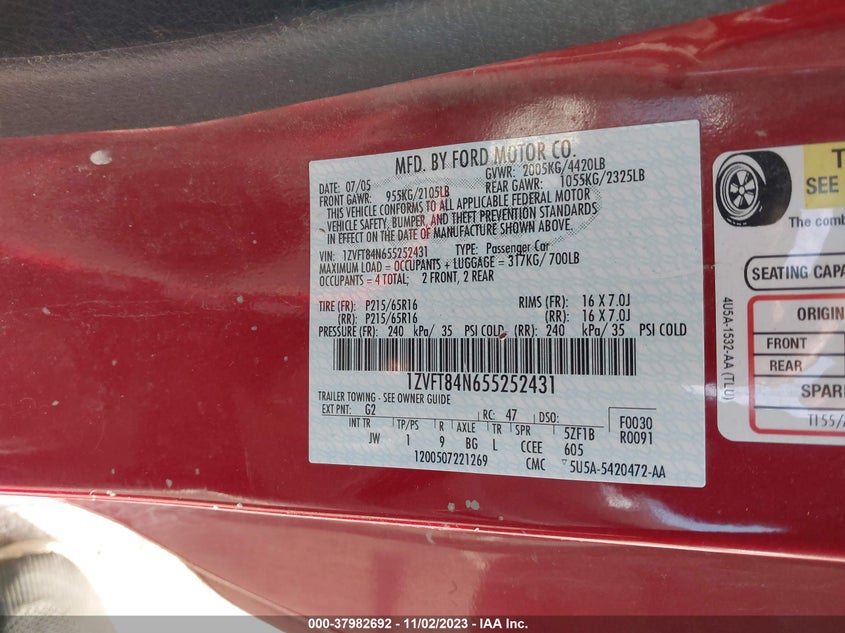 MFD. BY FORD MOTOR CO.
DATE: 07/05 GVWR: 2005KG/4420LB
FRONT GAWR: 955KG/2105LB REAR GAWR: 1055KG/2325LB
THIS VEHICLE CONFORMS TO ALL APPLICABLE FEDERAL MOTOR
VEHICLE SAFETY, BUMPER, AND THEFT PREVENTION STANDARDS
IN EFFECT ON THE DATE OF MANUFACTURE SHOWN ABOVE.
VIN: 1ZVFT84N655252431 TYPE: Passenger Car
MAXIMUM LOAD = OCCUPANTS + LUGGAGE = 317KG/700LB
OCCUPANTS = 4 TOTAL; 2 FRONT, 2 REAR
TIRE (FR): P215/65R16 RIMS (FR): 16 X 7.0J
(RR): P215/65R16 (RR): 16 X 7.0J
PRESSURE (FR): 240 kPa/ 35 PSI COLD (RR): 240 kPa/ 35 PSI COLD
1ZVFT84N655252431
TRAILER TOWING - SEE OWNER GUIDE
EXT PNT: G2 RC: 47 DSO: F0030
INT TR TP/PS R AXLE TR SPR 5ZF1B R0091
JW 1 9 BG L CCEE 605
1200507221269 CMC 5U5A-5420472-AA
4U5A-1532-AA (TLU)
SEE
The comb
SEATING CAPA
ORIGIN
FRONT
REAR
SPAR
T155/
000-37982692 - 11/02/2023 - IAA Inc.